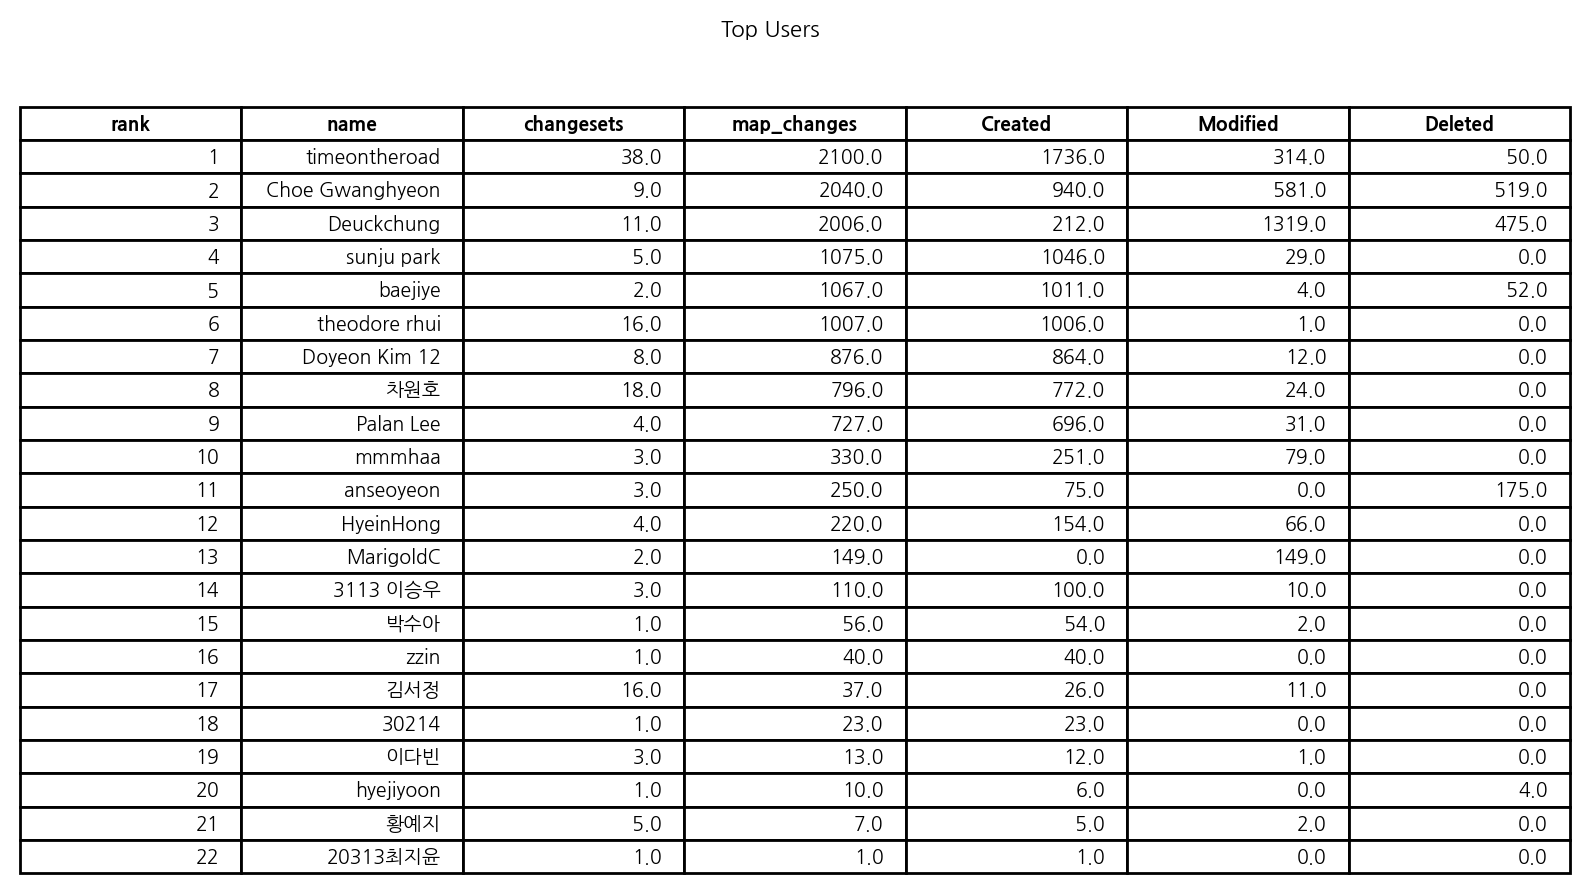 Top Users
rank name changesets map_changes Created Modified Deleted
1 timeontheroad 38.0 2100.0 1736.0 314.0 50.0
2 Choe Gwanghyeon 9.0 2040.0 940.0 581.0 519.0
3 Deuckchung 11.0 2006.0 212.0 1319.0 475.0
4 sunju park 5.0 1075.0 1046.0 29.0 0.0
5 baejiye 2.0 1067.0 1011.0 4.0 52.0
6 theodore rhui 16.0 1007.0 1006.0 1.0 0.0
7 Doyeon Kim 12 8.0 876.0 864.0 12.0 0.0
8 차원호 18.0 796.0 772.0 24.0 0.0
9 Palan Lee 4.0 727.0 696.0 31.0 0.0
10 mmmhaa 3.0 330.0 251.0 79.0 0.0
11 anseoyeon 3.0 250.0 75.0 0.0 175.0
12 HyeinHong 4.0 220.0 154.0 66.0 0.0
13 MarigoldC 2.0 149.0 0.0 149.0 0.0
14 3113 이승우 3.0 110.0 100.0 10.0 0.0
15 박수아 1.0 56.0 54.0 2.0 0.0
16 zzin 1.0 40.0 40.0 0.0 0.0
17 김서정 16.0 37.0 26.0 11.0 0.0
18 30214 1.0 23.0 23.0 0.0 0.0
19 이다빈 3.0 13.0 12.0 1.0 0.0
20 hyejiyoon 1.0 10.0 6.0 0.0 4.0
21 황예지 5.0 7.0 5.0 2.0 0.0
22 20313최지윤 1.0 1.0 1.0 0.0 0.0